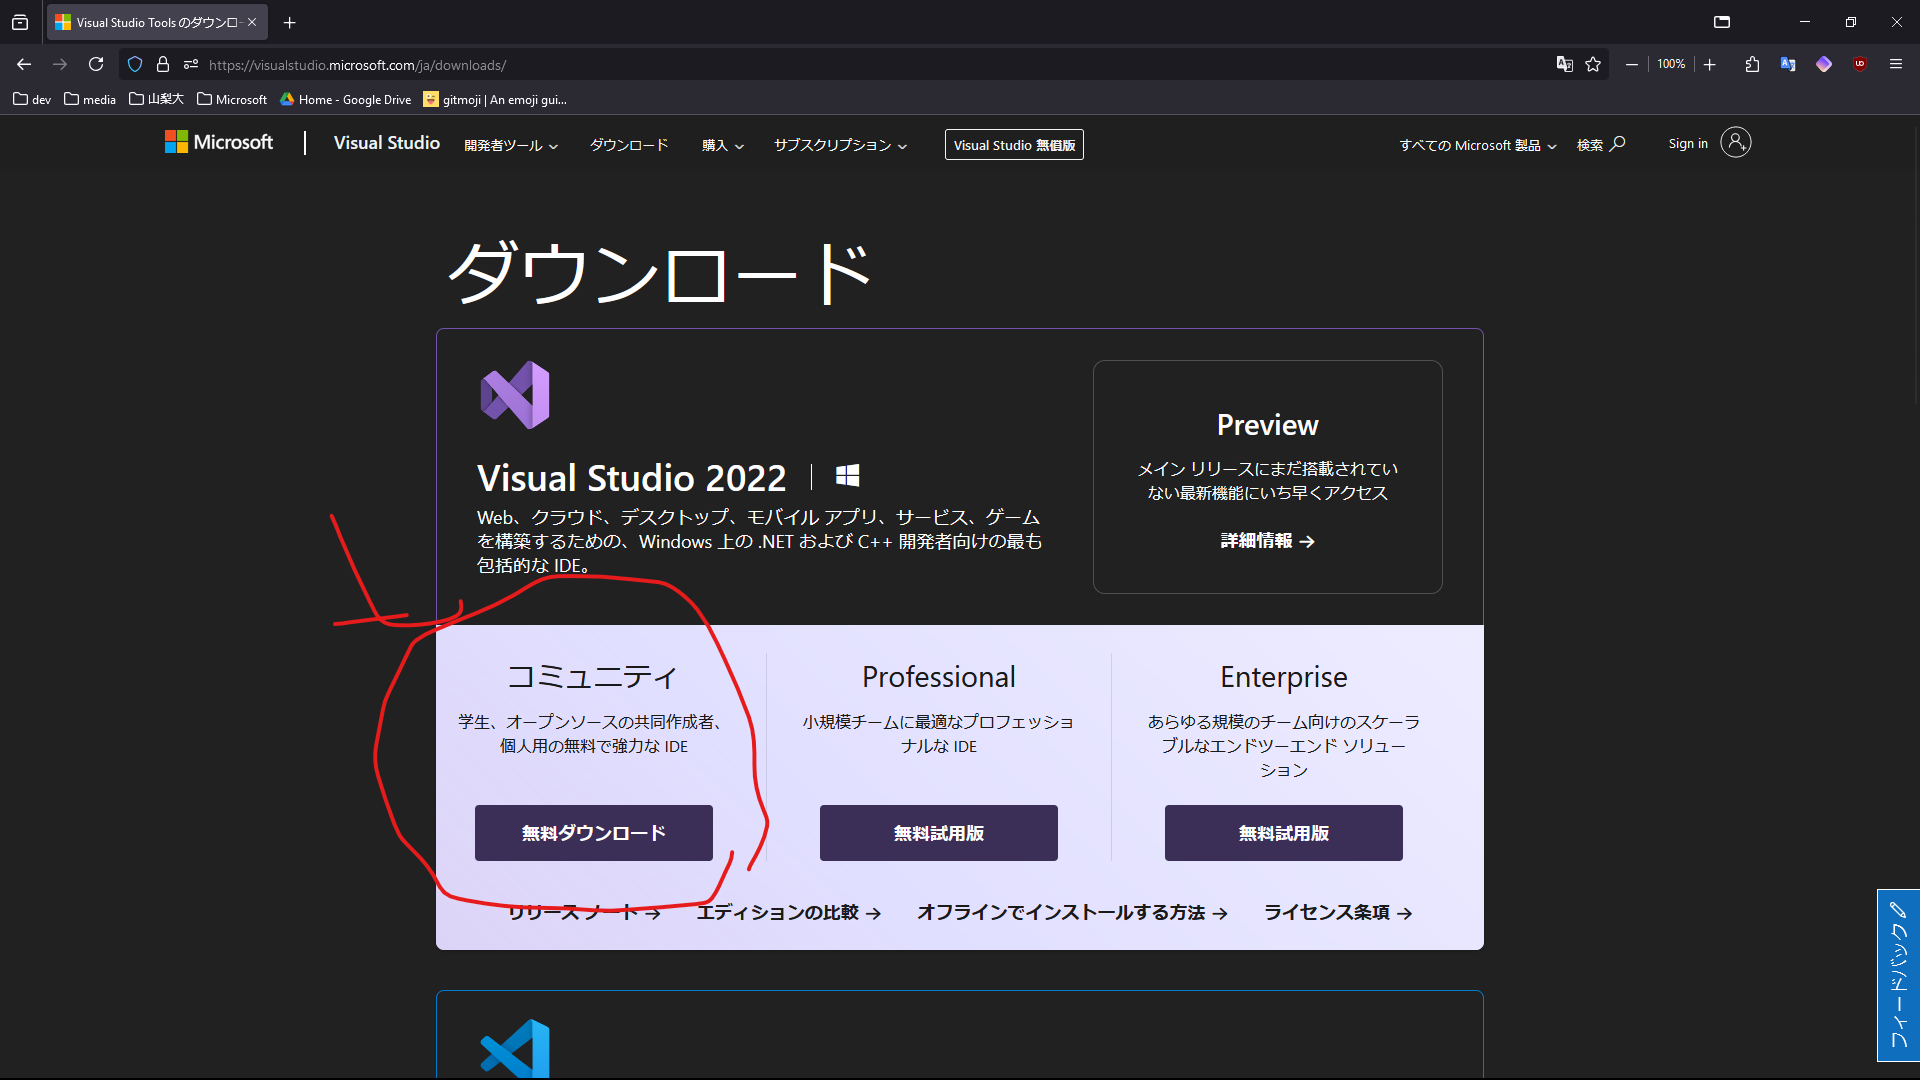 Visual Studio Tools のダウンロー
https://visualstudio.microsoft.com/ja/downloads/
100%
dev
media
山梨大
Microsoft
Home - Google Drive
gitmoji | An emoji gui...
Microsoft
Visual Studio
開発者ツール
ダウンロード
購入
サブスクリプション
Visual Studio 無償版
すべての Microsoft 製品
検索
Sign in
ダウンロード
Visual Studio 2022
Web、クラウド、デスクトップ、モバイル アプリ、サービス、ゲーム
を構築するための、Windows 上の .NET および C++ 開発者向けの最も
包括的な IDE。
Preview
メイン リリースにまだ搭載されてい
ない最新機能にいち早くアクセス
詳細情報 →
コミュニティ
学生、オープンソースの共同作成者、
個人用の無料で強力な IDE
無料ダウンロード
Professional
小規模チームに最適なプロフェッショ
ナルな IDE
無料試用版
Enterprise
あらゆる規模のチーム向けのスケーラ
ブルなエンドツーエンド ソリュー
ション
無料試用版
リリース ノート →
エディションの比較 →
オフラインでインストールする方法 →
ライセンス条項 →
フィードバック